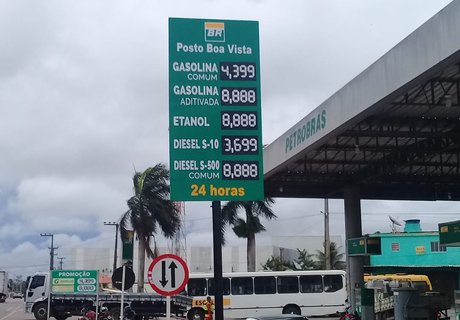 BR
Posto Boa Vista
GASOLINA
COMUM
4,399
GASOLINA
ADITIVADA
8,888
ETANOL
8,888
DIESEL S-10
3,699
DIESEL S-500
COMUM
8,888
24 horas
PETROBRAS
PROMOÇÃO